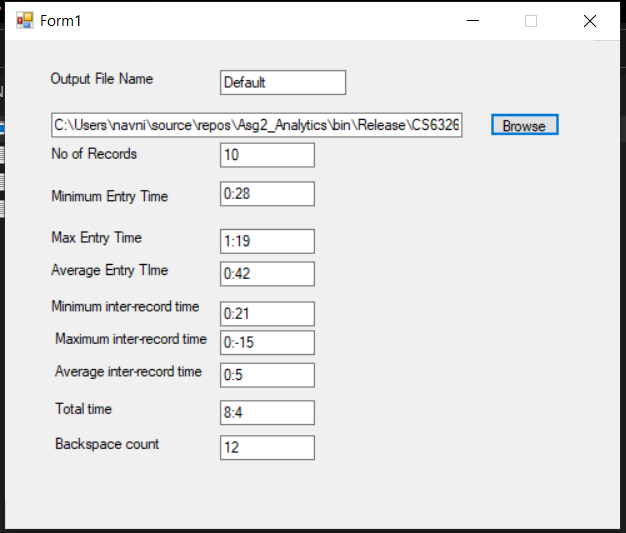 Form1
Output File Name Default
C:\Users\navni\source\repos\Asg2_Analytics\bin\Release\CS6326 Browse
No of Records 10
Minimum Entry Time 0:28
Max Entry Time 1:19
Average Entry TIme 0:42
Minimum inter-record time 0:21
Maximum inter-record time 0:-15
Average inter-record time 0:5
Total time 8:4
Backspace count 12